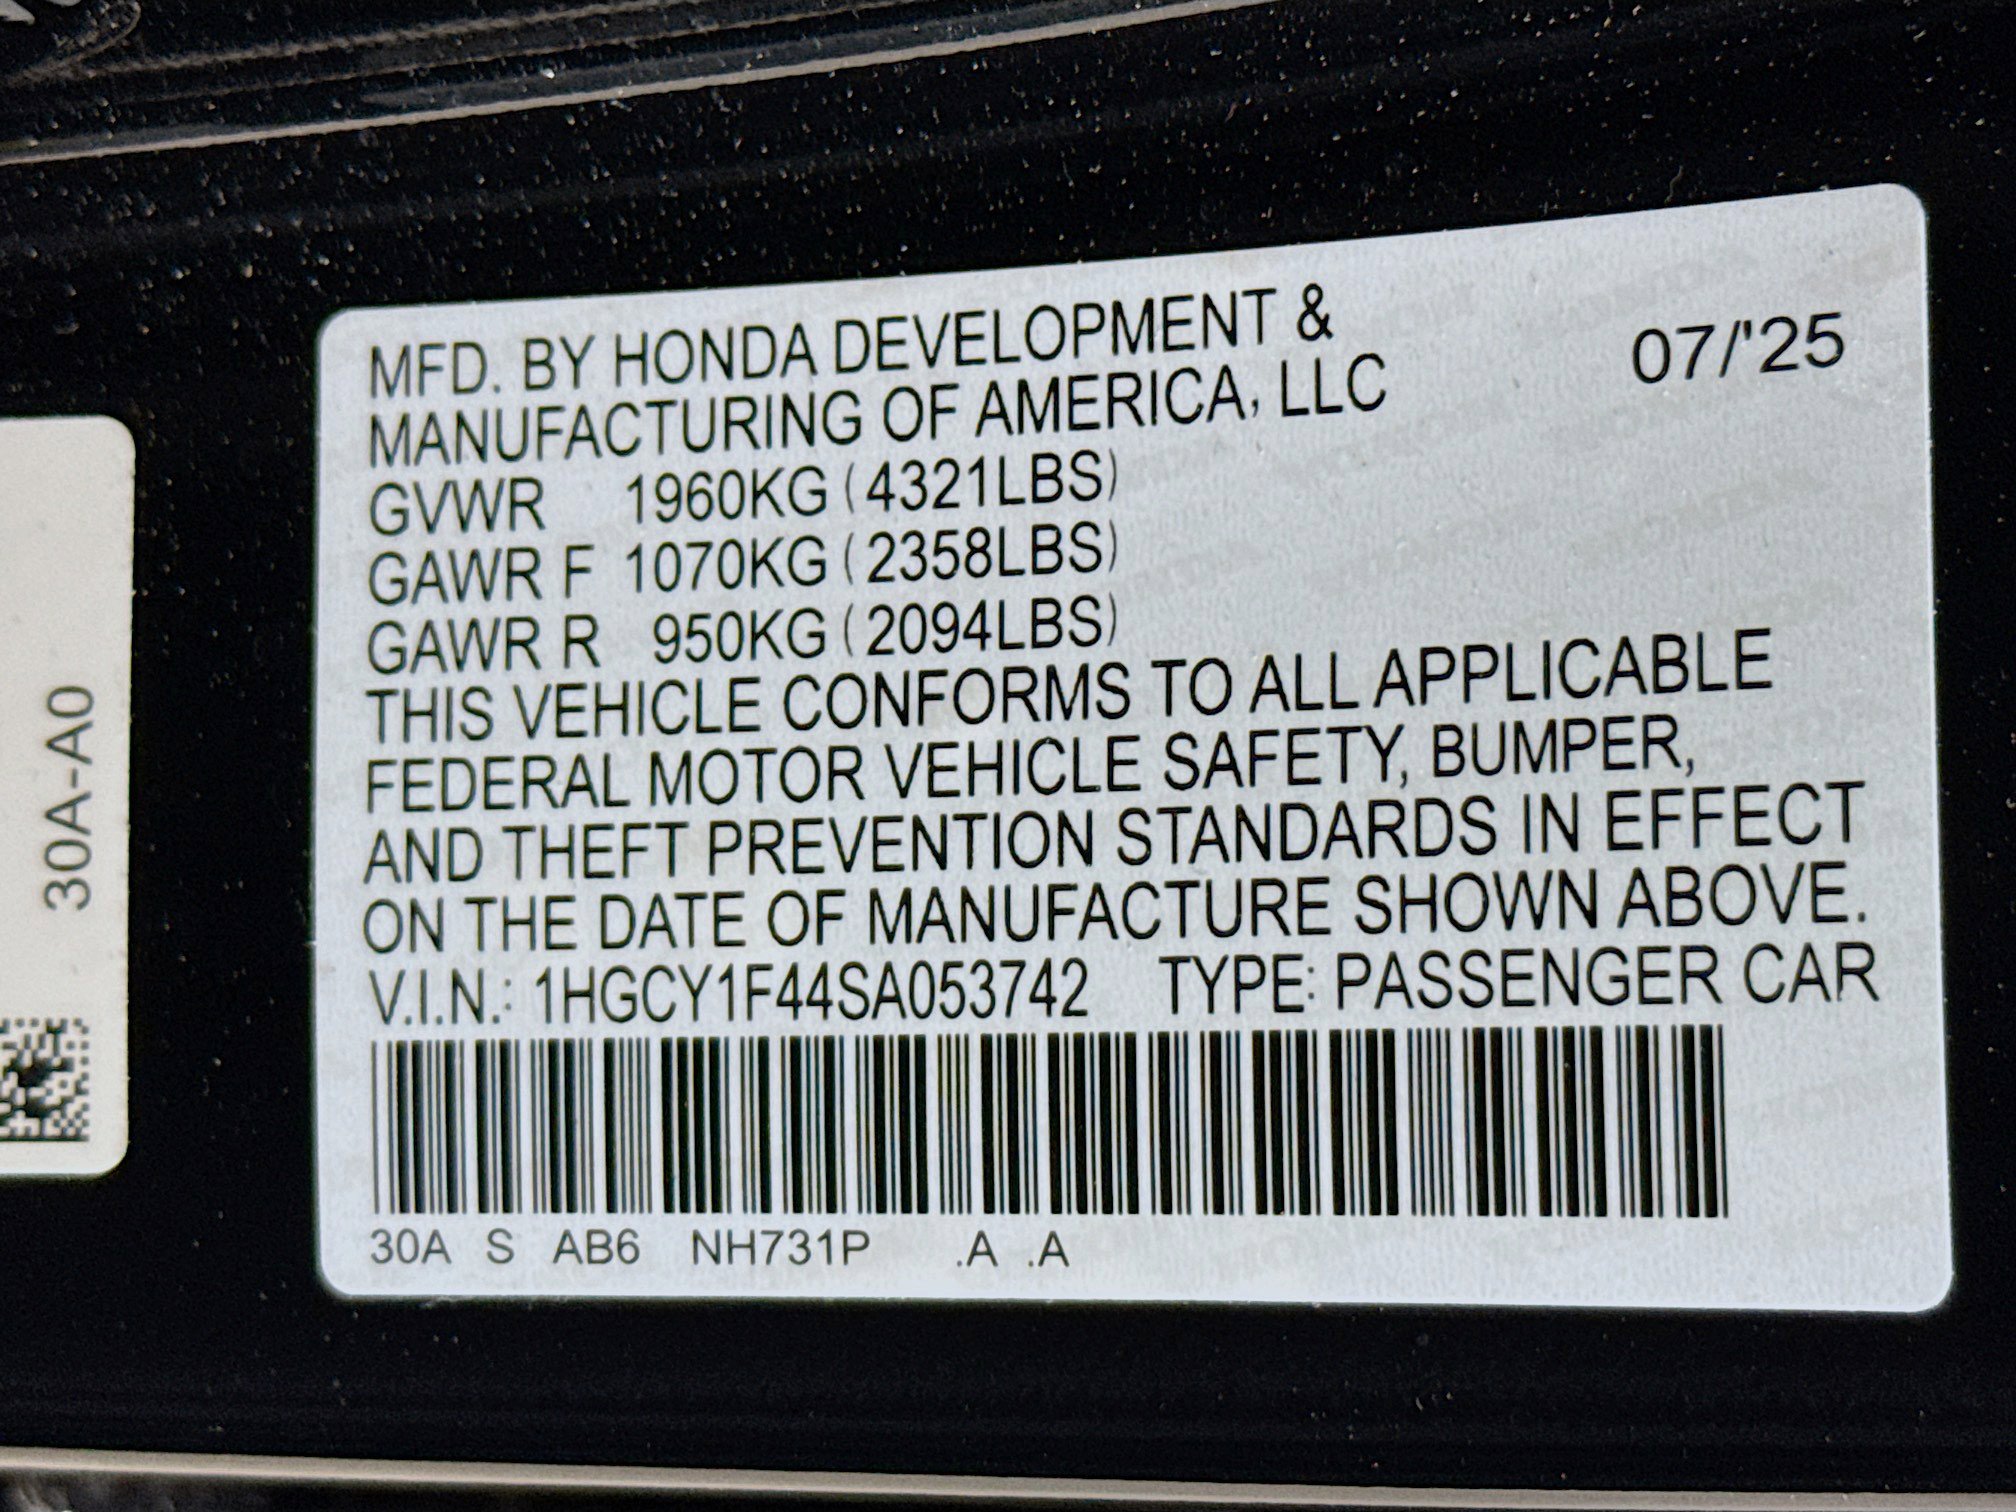 MFD. BY HONDA DEVELOPMENT &
MANUFACTURING OF AMERICA, LLC
07/'25
GVWR 1960KG (4321LBS)
GAWR F 1070KG (2358LBS)
GAWR R 950KG (2094LBS)
THIS VEHICLE CONFORMS TO ALL APPLICABLE
FEDERAL MOTOR VEHICLE SAFETY, BUMPER,
AND THEFT PREVENTION STANDARDS IN EFFECT
ON THE DATE OF MANUFACTURE SHOWN ABOVE.
V.I.N.: 1HGCY1F44SA053742 TYPE: PASSENGER CAR
30A S AB6 NH731P .A .A
30A-A0